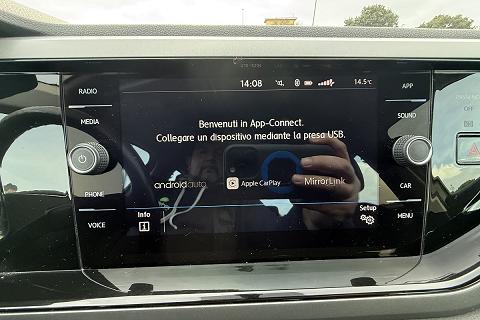 RADIO
MEDIA
PHONE
VOICE
14:08
14.5°C
Benvenuti in App-Connect.
Collegare un dispositivo mediante la presa USB.
androidauto
Apple CarPlay
MirrorLink
Info
Setup
APP
SOUND
CAR
MENU
OFF